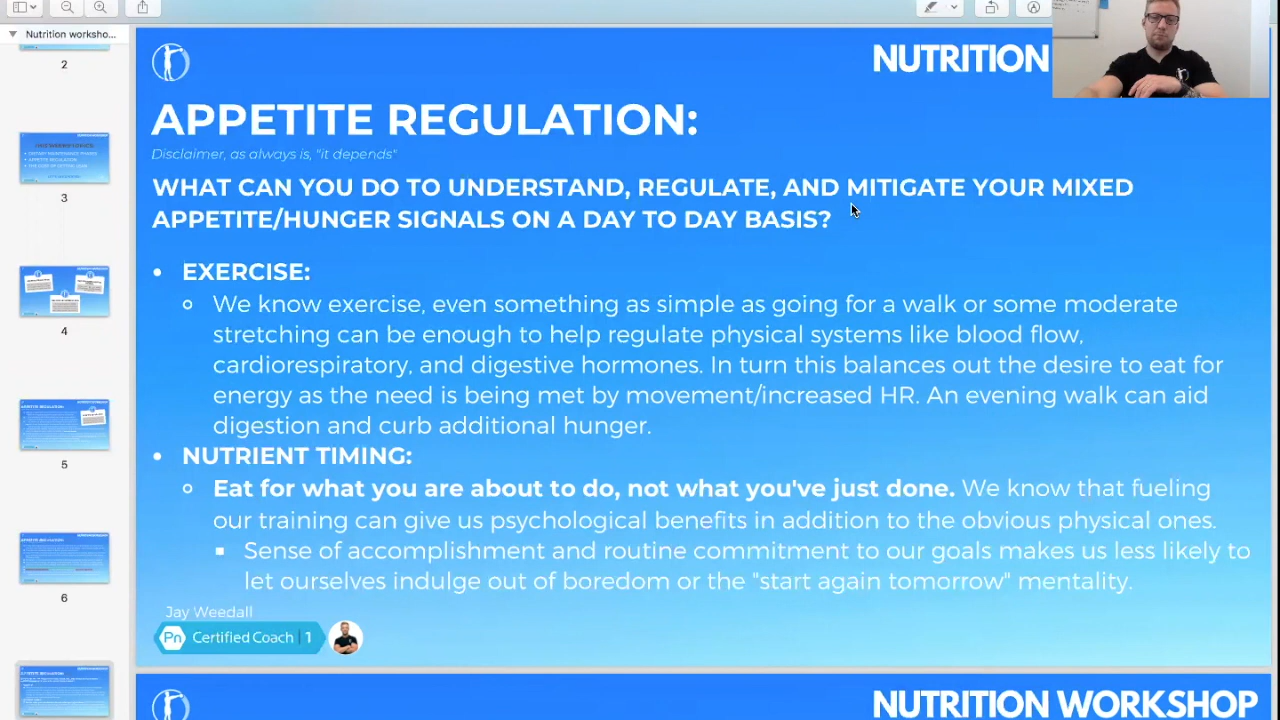 Nutrition worksho...
2
3
4
5
6
NUTRITION
APPETITE REGULATION:
Disclaimer, as always is, "it depends"
WHAT CAN YOU DO TO UNDERSTAND, REGULATE, AND MITIGATE YOUR MIXED
APPETITE/HUNGER SIGNALS ON A DAY TO DAY BASIS?
• EXERCISE:
We know exercise, even something as simple as going for a walk or some moderate
stretching can be enough to help regulate physical systems like blood flow,
cardiorespiratory, and digestive hormones. In turn this balances out the desire to eat for
energy as the need is being met by movement/increased HR. An evening walk can aid
digestion and curb additional hunger.
• NUTRIENT TIMING:
Eat for what you are about to do, not what you've just done. We know that fueling
our training can give us psychological benefits in addition to the obvious physical ones.
Sense of accomplishment and routine commitment to our goals makes us less likely to
let ourselves indulge out of boredom or the "start again tomorrow" mentality.
Jay Weedall
Pn Certified Coach | 1
NUTRITION WORKSHOP